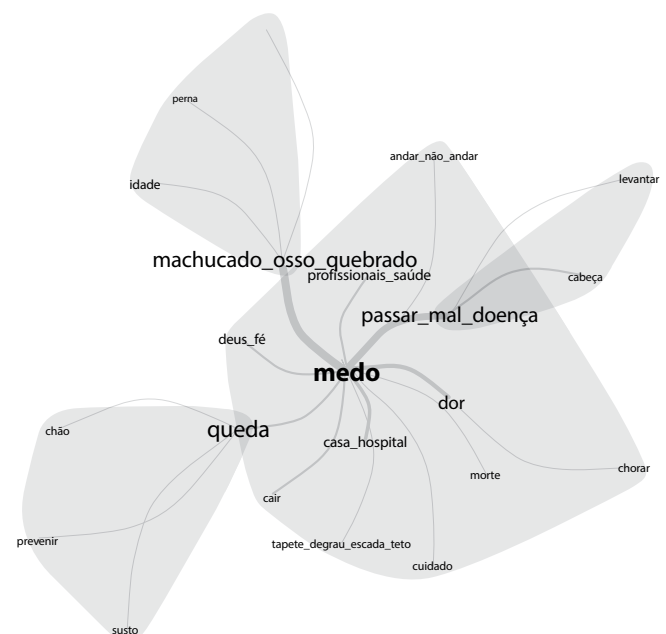 perna
andar_não_andar
levantar
idade
machucado_osso_quebrado
profissionais_saúde
cabeça
passar_mal_doença
deus_fé
medo
dor
queda
chão
casa_hospital
chorar
morte
cair
prevenir
tapete_degrau_escada_teto
cuidado
susto